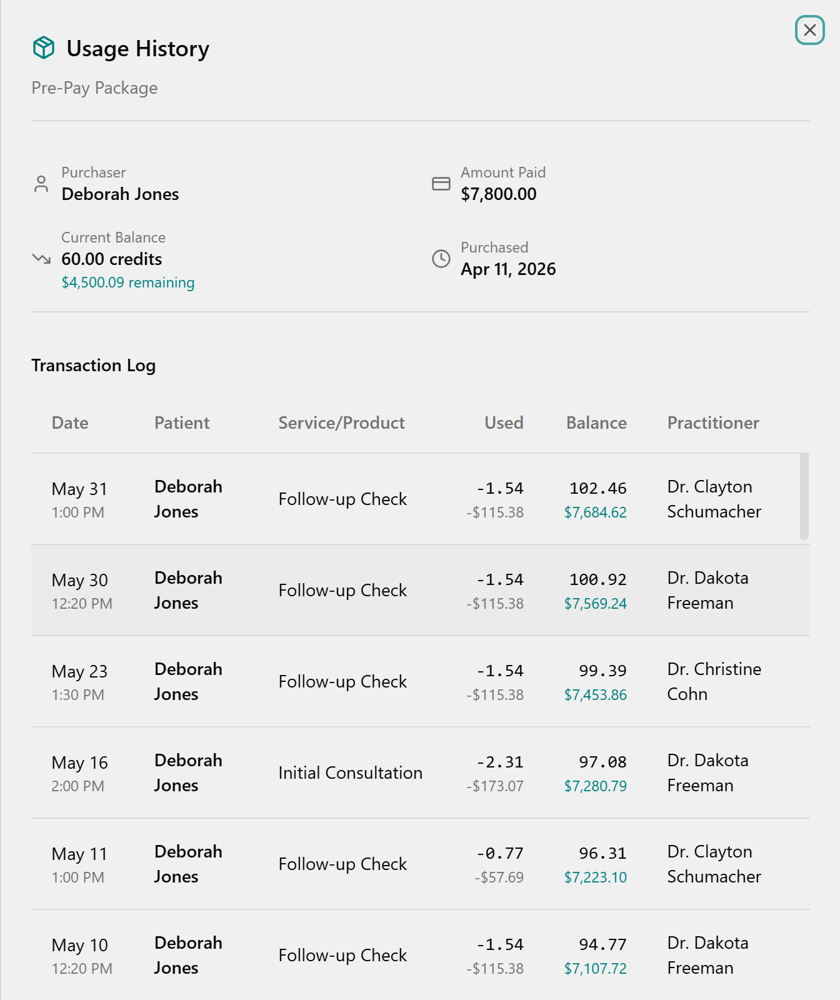 Usage History
Pre-Pay Package
Purchaser
Deborah Jones
Amount Paid
$7,800.00
Current Balance
60.00 credits
$4,500.09 remaining
Purchased
Apr 11, 2026
Transaction Log
Date Patient Service/Product Used Balance Practitioner
May 31
1:00 PM
Deborah
Jones
Follow-up Check
-1.54
-$115.38
102.46
$7,684.62
Dr. Clayton
Schumacher
May 30
12:20 PM
Deborah
Jones
Follow-up Check
-1.54
-$115.38
100.92
$7,569.24
Dr. Dakota
Freeman
May 23
1:30 PM
Deborah
Jones
Follow-up Check
-1.54
-$115.38
99.39
$7,453.86
Dr. Christine
Cohn
May 16
2:00 PM
Deborah
Jones
Initial Consultation
-2.31
-$173.07
97.08
$7,280.79
Dr. Dakota
Freeman
May 11
1:00 PM
Deborah
Jones
Follow-up Check
-0.77
-$57.69
96.31
$7,223.10
Dr. Clayton
Schumacher
May 10
12:20 PM
Deborah
Jones
Follow-up Check
-1.54
-$115.38
94.77
$7,107.72
Dr. Dakota
Freeman